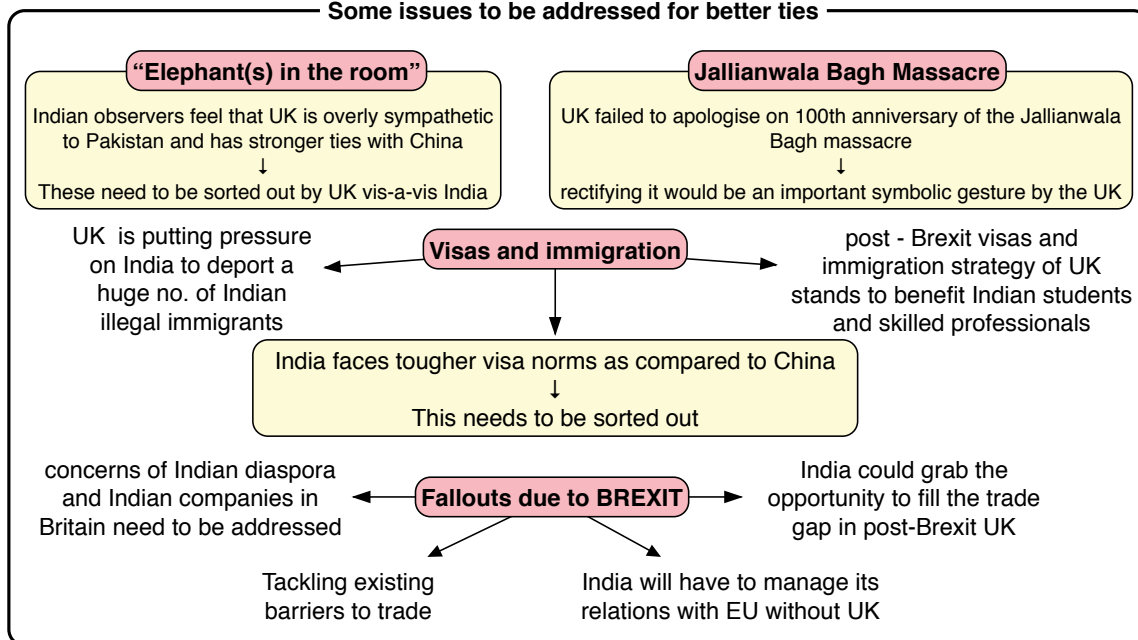 Some issues to be addressed for better ties
“Elephant(s) in the room”
Indian observers feel that UK is overly sympathetic
to Pakistan and has stronger ties with China
↓
These need to be sorted out by UK vis-a-vis India
Jallianwala Bagh Massacre
UK failed to apologise on 100th anniversary of the Jallianwala
Bagh massacre
↓
rectifying it would be an important symbolic gesture by the UK
Visas and immigration
UK is putting pressure
on India to deport a
huge no. of Indian
illegal immigrants
post - Brexit visas and
immigration strategy of UK
stands to benefit Indian students
and skilled professionals
India faces tougher visa norms as compared to China
↓
This needs to be sorted out
Fallouts due to BREXIT
concerns of Indian diaspora
and Indian companies in
Britain need to be addressed
India could grab the
opportunity to fill the trade
gap in post-Brexit UK
Tackling existing
barriers to trade
India will have to manage its
relations with EU without UK